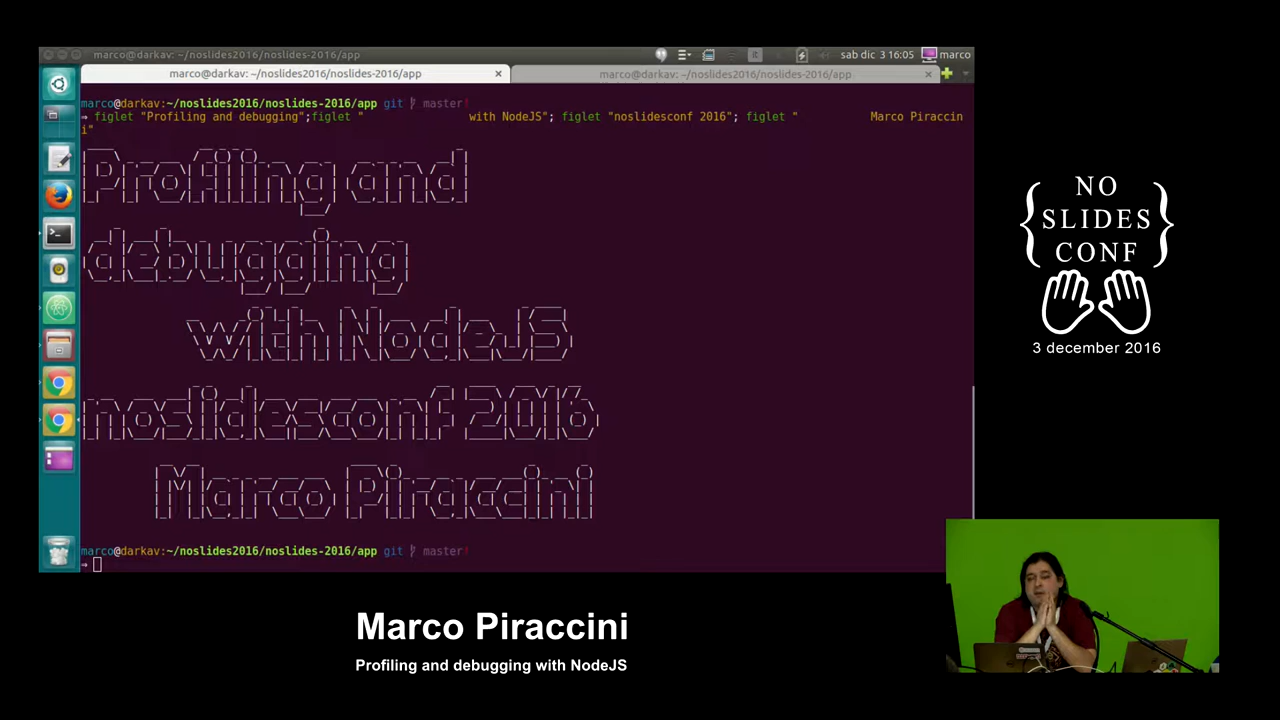 marco@darkav: ~/noslides2016/noslides-2016/app
sab dic 3 16:05
marco
marco@darkav: ~/noslides2016/noslides-2016/app
marco@darkav: ~/noslides2016/noslides-2016/app
marco@darkav:~/noslides2016/noslides-2016/app git master!
⇒ figlet "Profiling and debugging";figlet " with NodeJS"; figlet "noslidesconf 2016"; figlet " Marco Piraccin
i"
Profiling and
debugging
with NodeJS
noslidesconf 2016
Marco Piraccini
marco@darkav:~/noslides2016/noslides-2016/app git master!
⇒
{ NO
SLIDES
CONF }
3 december 2016
Marco Piraccini
Profiling and debugging with NodeJS